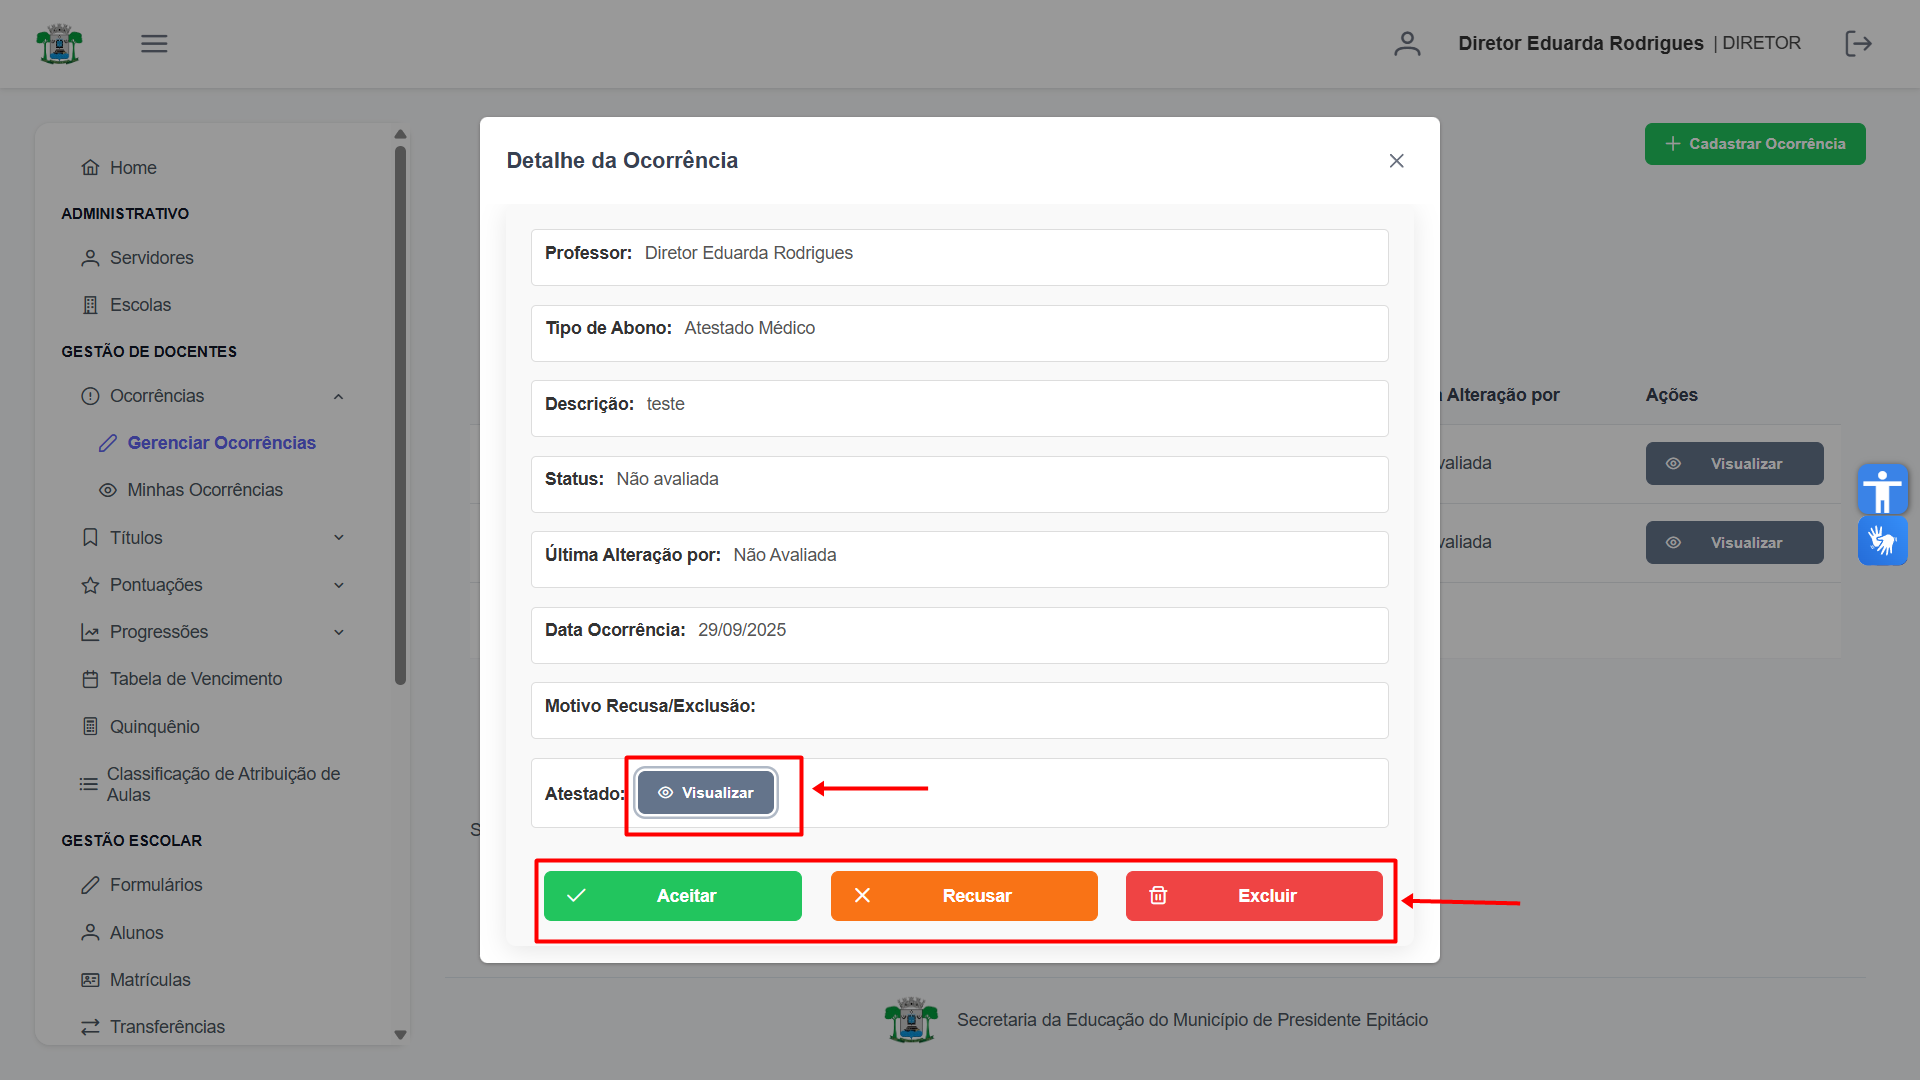 Diretor Eduarda Rodrigues | DIRETOR
Home
ADMINISTRATIVO
Servidores
Escolas
GESTÃO DE DOCENTES
Ocorrências
Gerenciar Ocorrências
Minhas Ocorrências
Títulos
Pontuações
Progressões
Tabela de Vencimento
Quinquênio
Classificação de Atribuição de
Aulas
GESTÃO ESCOLAR
Formulários
Alunos
Matrículas
Transferências
Cadastrar Ocorrência
Detalhe da Ocorrência
Professor: Diretor Eduarda Rodrigues
Tipo de Abono: Atestado Médico
Descrição: teste
Status: Não avaliada
Última Alteração por: Não Avaliada
Data Ocorrência: 29/09/2025
Motivo Recusa/Exclusão:
Atestado: Visualizar
Aceitar
Recusar
Excluir
Alteração por
Ações
Visualizar
Visualizar
Secretaria da Educação do Município de Presidente Epitácio